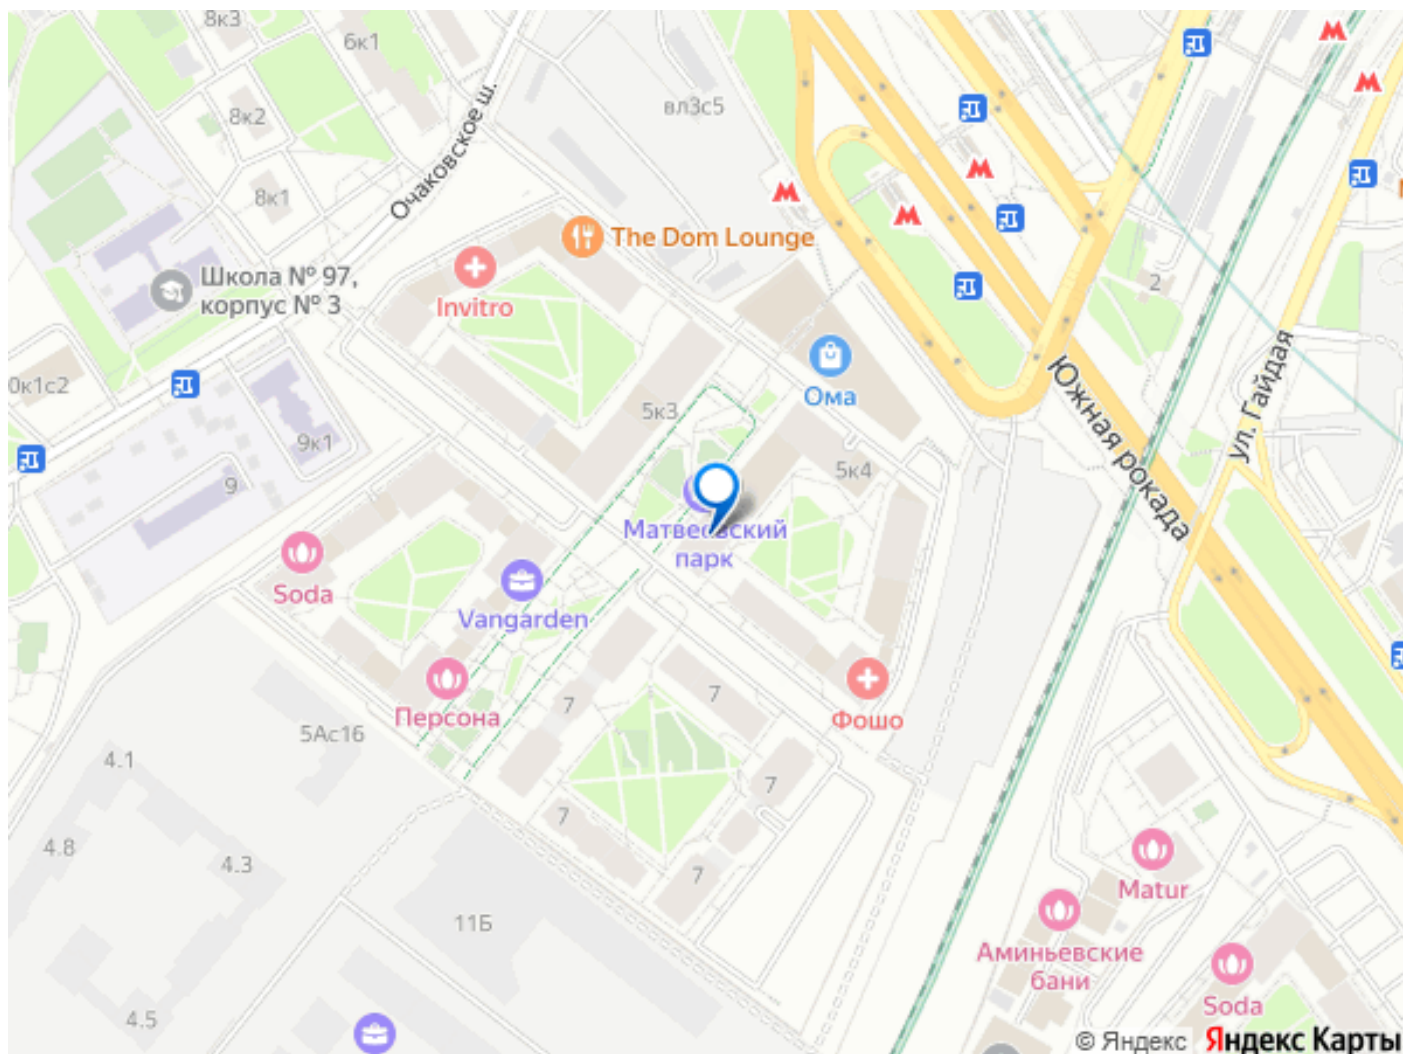 8к3
6к1
8к2
вл3с5
Очаковское ш.
8к1
The Dom Lounge
Школа № 97,
корпус № 3
Invitro
2
0к1с2
Ома
5к3
9к1
Южная рокада
ул. Гайдая
5к4
9
Матвеевский
парк
Soda
Vangarden
Персона
7
7
Фошо
5Ас16
4.1
7
7
4.8
4.3
7
Matur
11Б
Аминьевские
бани
Soda
4.5
© Яндекс Яндекс Карты